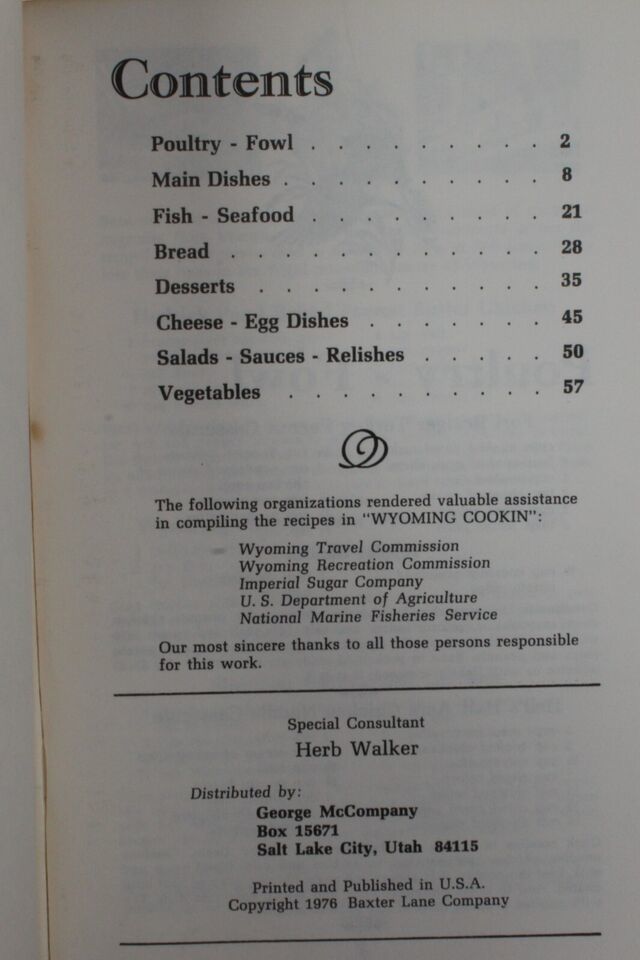 Contents
Poultry - Fowl . . . . . . . . . 2
Main Dishes . . . . . . . . . . 8
Fish - Seafood . . . . . . . . . 21
Bread . . . . . . . . . . . . 28
Desserts . . . . . . . . . . . 35
Cheese - Egg Dishes . . . . . . . 45
Salads - Sauces - Relishes . . . . . 50
Vegetables . . . . . . . . . . 57
The following organizations rendered valuable assistance
in compiling the recipes in "WYOMING COOKIN":
Wyoming Travel Commission
Wyoming Recreation Commission
Imperial Sugar Company
U. S. Department of Agriculture
National Marine Fisheries Service
Our most sincere thanks to all those persons responsible
for this work.
Special Consultant
Herb Walker
Distributed by:
George McCompany
Box 15671
Salt Lake City, Utah 84115
Printed and Published in U.S.A.
Copyright 1976 Baxter Lane Company